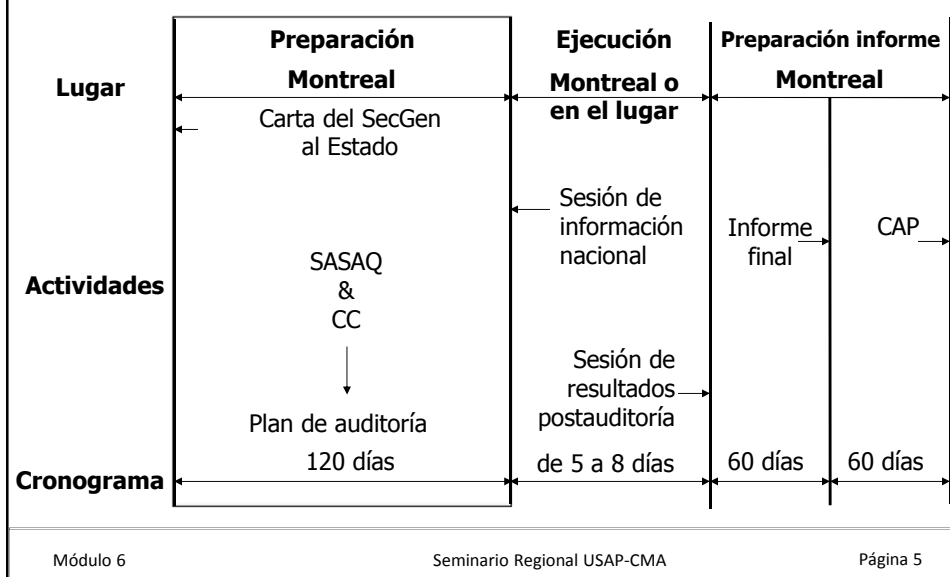 Preparación
Ejecución
Preparación informe
Lugar
Montreal
Montreal o
en el lugar
Montreal
Carta del SecGen
al Estado
Sesión de
información
nacional
Informe
final
CAP
Actividades
SASAQ
&
CC
Sesión de
resultados
postauditoría
Plan de auditoría
Cronograma
120 días
de 5 a 8 días
60 días
60 días
Módulo 6
Seminario Regional USAP-CMA
Página 5